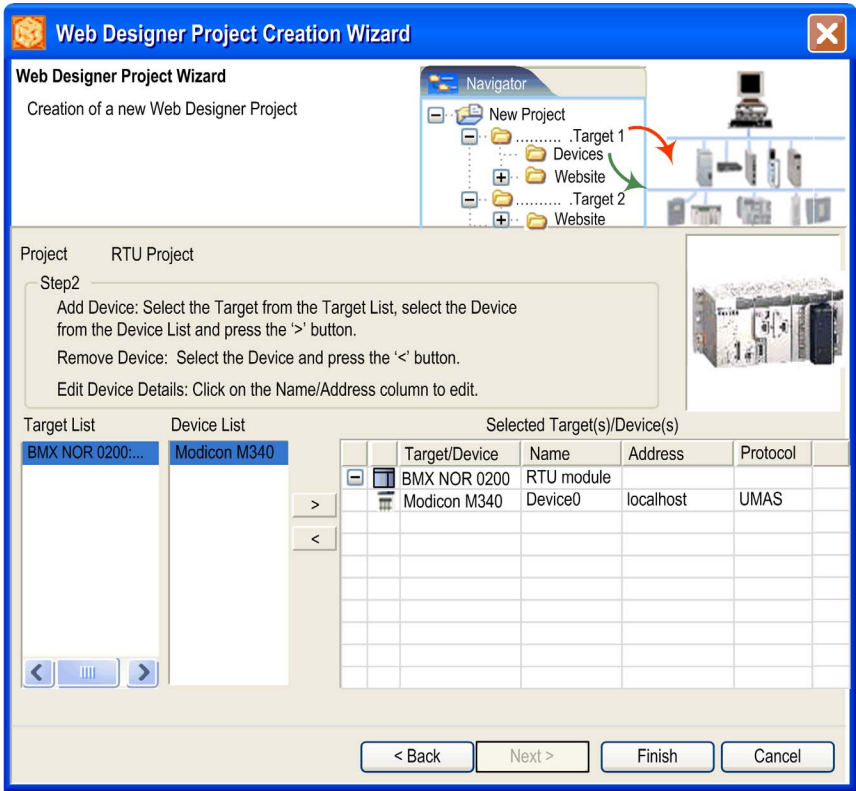 Web Designer Project Creation Wizard
Web Designer Project Wizard
Creation of a new Web Designer Project
Navigator
New Project
.......... .Target 1
Devices
Website
.......... .Target 2
Website
Project RTU Project
Step2
Add Device: Select the Target from the Target List, select the Device
from the Device List and press the '>' button.
Remove Device: Select the Device and press the '<' button.
Edit Device Details: Click on the Name/Address column to edit.
Target List Device List Selected Target(s)/Device(s)
BMX NOR 0200:... Modicon M340
Target/Device Name Address Protocol
BMX NOR 0200 RTU module
Modicon M340 Device0 localhost UMAS
>
<
< Back Next > Finish Cancel